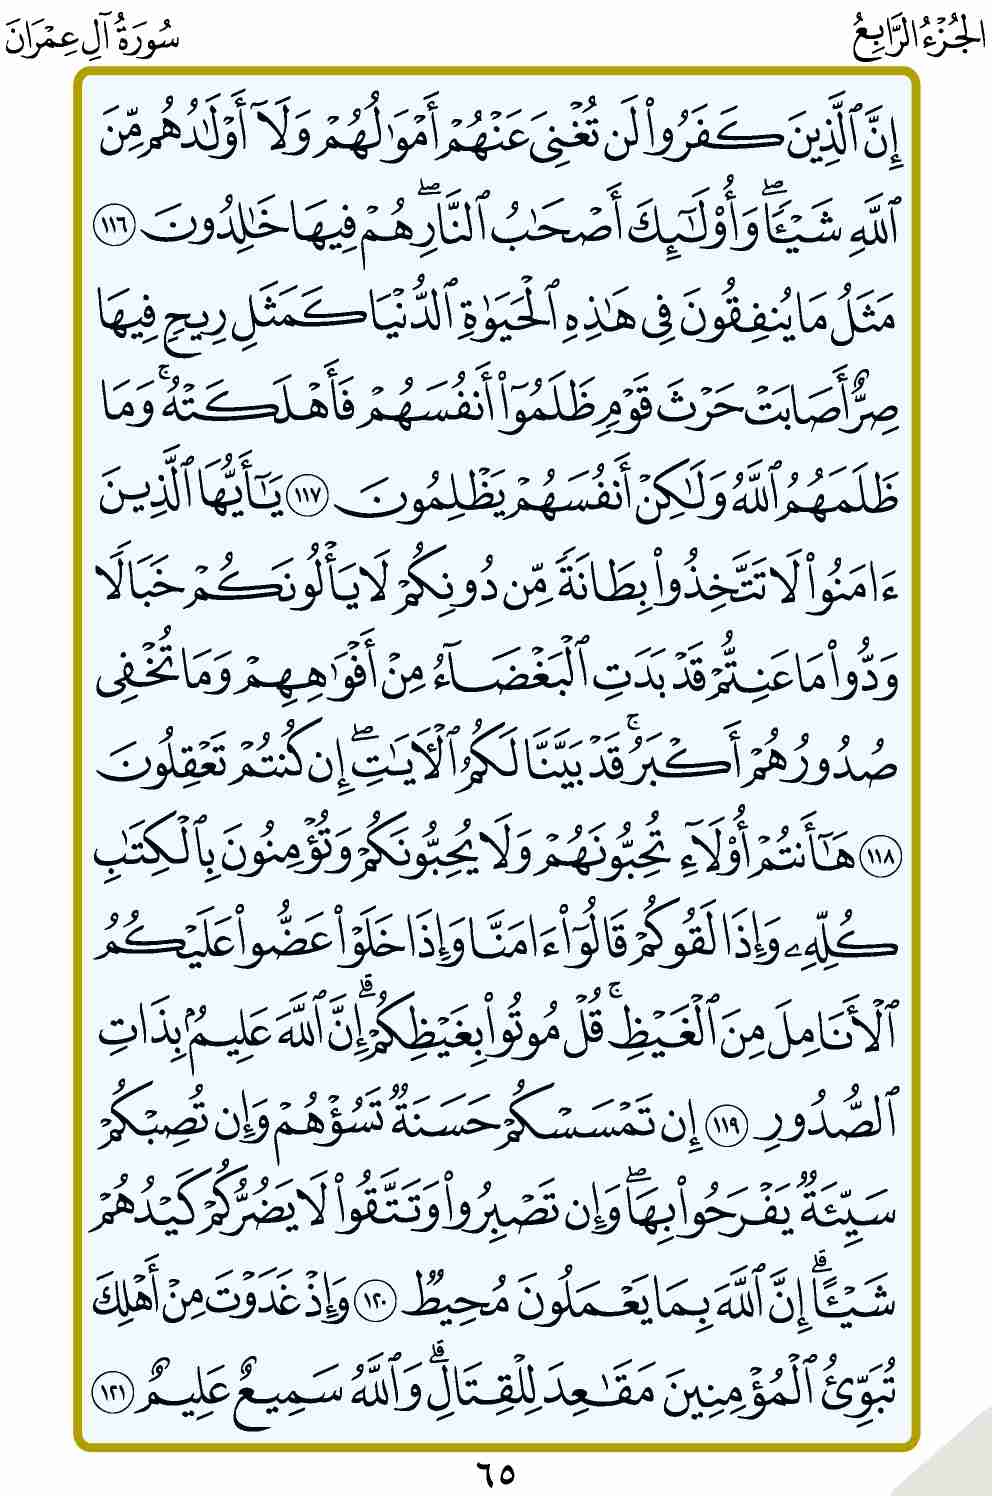 الجُزْءُ الرَّابِعُ
سُورَةُ آلِ عِمْرَانَ
إِنَّ ٱلَّذِينَ كَفَرُوا۟ لَن تُغْنِىَ عَنْهُمْ أَمْوَٰلُهُمْ وَلَآ أَوْلَـٰدُهُم مِّنَ
ٱللَّهِ شَيْـًٔا ۖ وَأُو۟لَـٰٓئِكَ أَصْحَـٰبُ ٱلنَّارِ ۖ هُمْ فِيهَا خَـٰلِدُونَ ١١٦
مَثَلُ مَا يُنفِقُونَ فِى هَـٰذِهِ ٱلْحَيَوٰةِ ٱلدُّنْيَا كَمَثَلِ رِيحٍ فِيهَا
صِرٌّ أَصَابَتْ حَرْثَ قَوْمٍ ظَلَمُوٓا۟ أَنفُسَهُمْ فَأَهْلَكَتْهُ ۚ وَمَا
ظَلَمَهُمُ ٱللَّهُ وَلَـٰكِنْ أَنفُسَهُمْ يَظْلِمُونَ ١١٧ يَـٰٓأَيُّهَا ٱلَّذِينَ
ءَامَنُوا۟ لَا تَتَّخِذُوا۟ بِطَانَةً مِّن دُونِكُمْ لَا يَأْلُونَكُمْ خَبَالًا
وَدُّوا۟ مَا عَنِتُّمْ قَدْ بَدَتِ ٱلْبَغْضَآءُ مِنْ أَفْوَٰهِهِمْ وَمَا تُخْفِى
صُدُورُهُمْ أَكْبَرُ ۚ قَدْ بَيَّنَّا لَكُمُ ٱلْـَٔايَـٰتِ ۖ إِن كُنتُمْ تَعْقِلُونَ
١١٨ هَـٰٓأَنتُمْ أُو۟لَآءِ تُحِبُّونَهُمْ وَلَا يُحِبُّونَكُمْ وَتُؤْمِنُونَ بِٱلْكِتَـٰبِ
كُلِّهِۦ وَإِذَا لَقُوكُمْ قَالُوٓا۟ ءَامَنَّا وَإِذَا خَلَوْا۟ عَضُّوا۟ عَلَيْكُمُ
ٱلْأَنَامِلَ مِنَ ٱلْغَيْظِ ۚ قُلْ مُوتُوا۟ بِغَيْظِكُمْ ۗ إِنَّ ٱللَّهَ عَلِيمٌۢ بِذَاتِ
ٱلصُّدُورِ ١١٩ إِن تَمْسَسْكُمْ حَسَنَةٌ تَسُؤْهُمْ وَإِن تُصِبْكُمْ
سَيِّئَةٌ يَفْرَحُوا۟ بِهَا ۖ وَإِن تَصْبِرُوا۟ وَتَتَّقُوا۟ لَا يَضُرُّكُمْ كَيْدُهُمْ
شَيْـًٔا ۗ إِنَّ ٱللَّهَ بِمَا يَعْمَلُونَ مُحِيطٌ ١٢٠ وَإِذْ غَدَوْتَ مِنْ أَهْلِكَ
تُبَوِّئُ ٱلْمُؤْمِنِينَ مَقَـٰعِدَ لِلْقِتَالِ ۗ وَٱللَّهُ سَمِيعٌ عَلِيمٌ ١٢١
٦٥